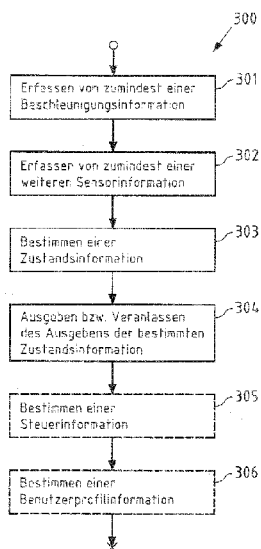 300
301
Erfassen von zumindest einer
Beschleunigungsinformation
302
Erfassen von zumindest einer
weiteren Sensorinformation
303
Bestimmen einer
Zustandsinformation
304
Ausgeben bzw. Veranlassen
des Ausgebens der bestimmten
Zustandsinformation
305
Bestimmen einer
Steuerinformation
306
Bestimmen einer
Benutzerprofilinformation